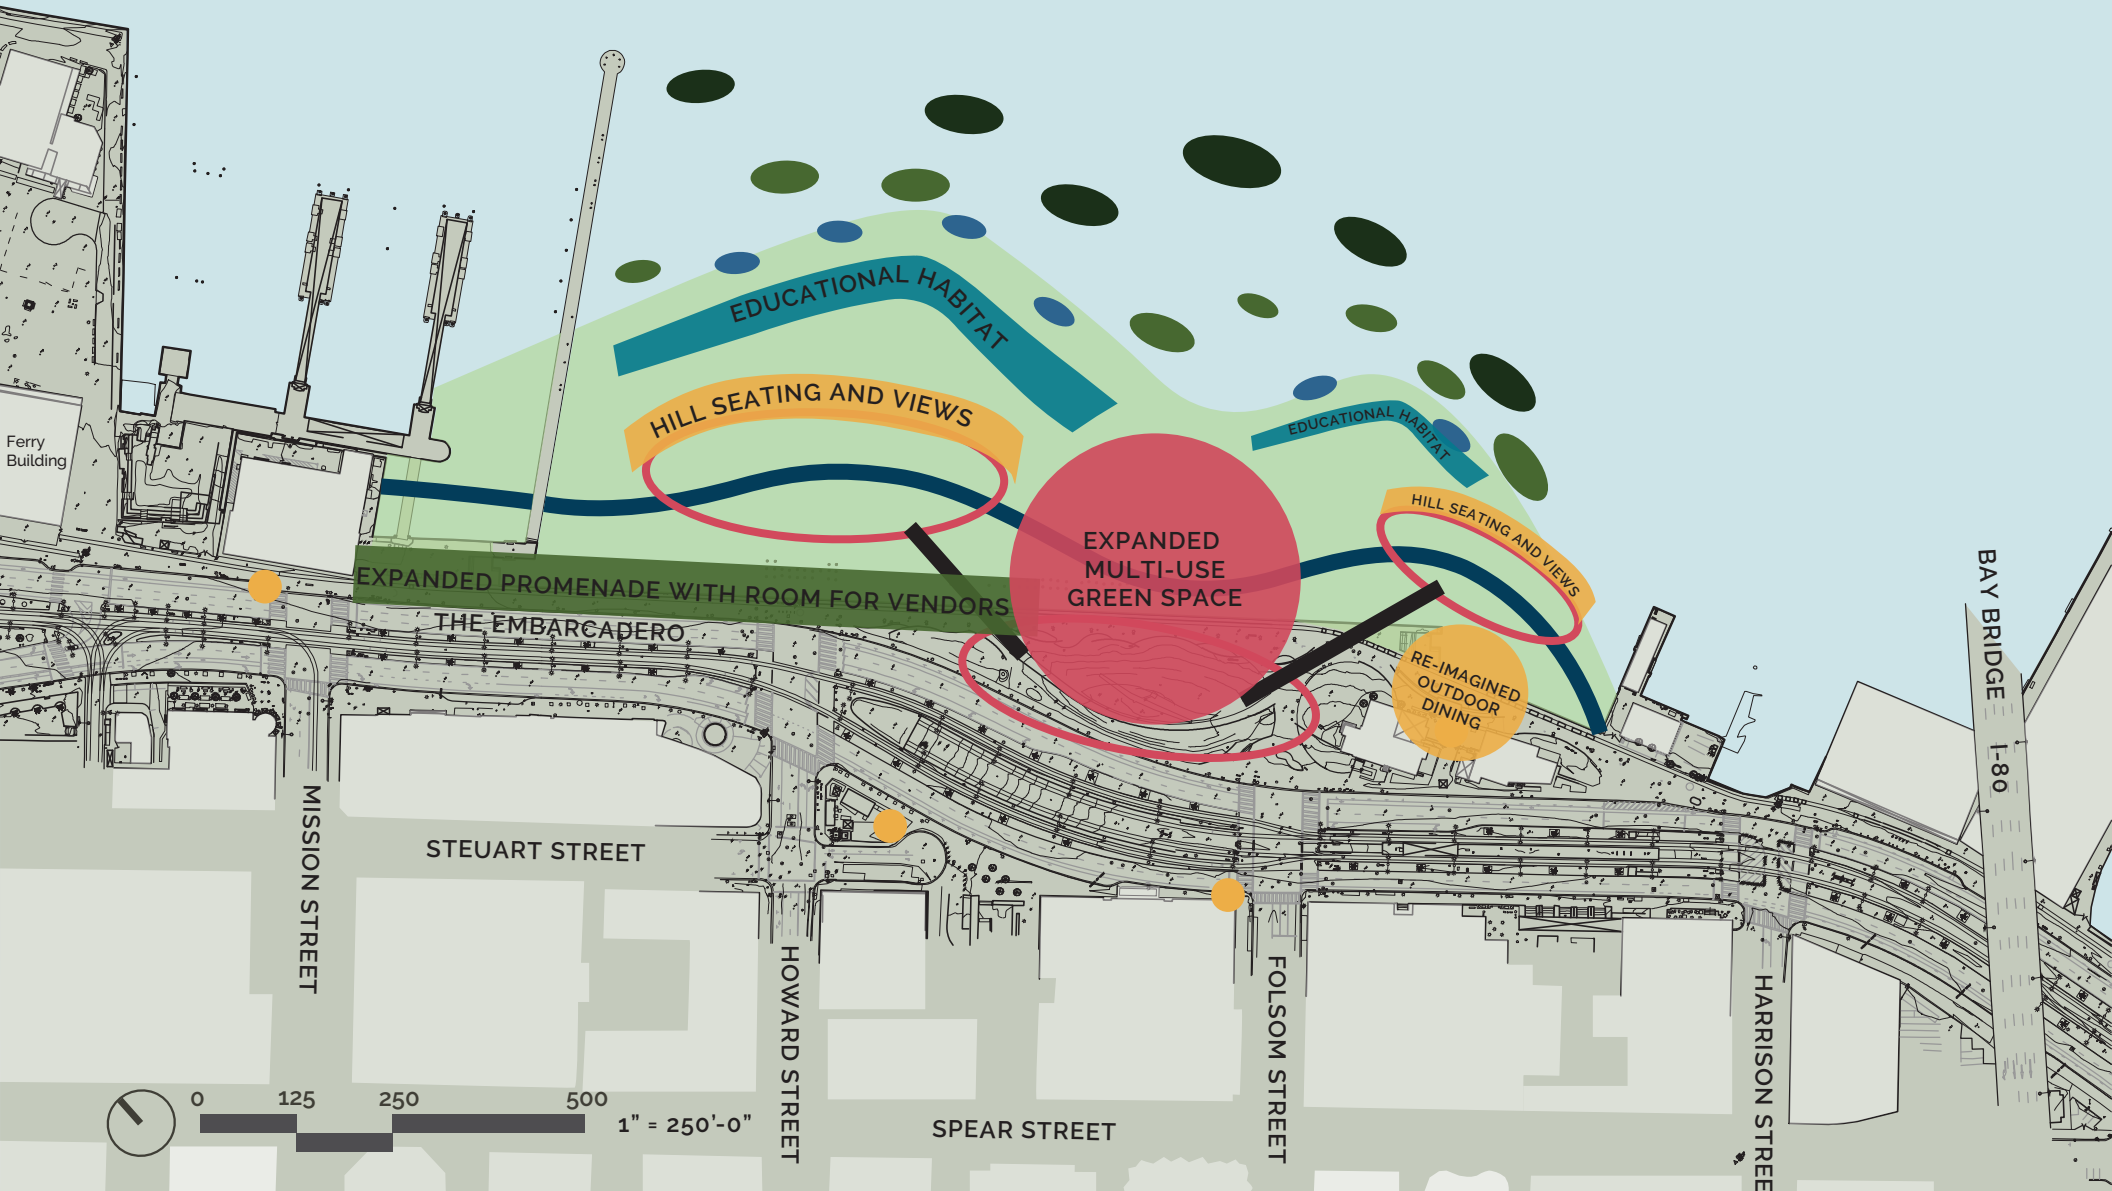 EDUCATIONAL HABITAT
HILL SEATING AND VIEWS
EDUCATIONAL HABITAT
HILL SEATING AND VIEWS
Ferry
Building
EXPANDED
MULTI-USE
GREEN SPACE
EXPANDED PROMENADE WITH ROOM FOR VENDORS
THE EMBARCADERO
RE-IMAGINED
OUTDOOR
DINING
BAY BRIDGE I-80
MISSION STREET
STEUART STREET
HOWARD STREET
FOLSOM STREET
HARRISON STREE
SPEAR STREET
0 125 250 500
1” = 250’-0”